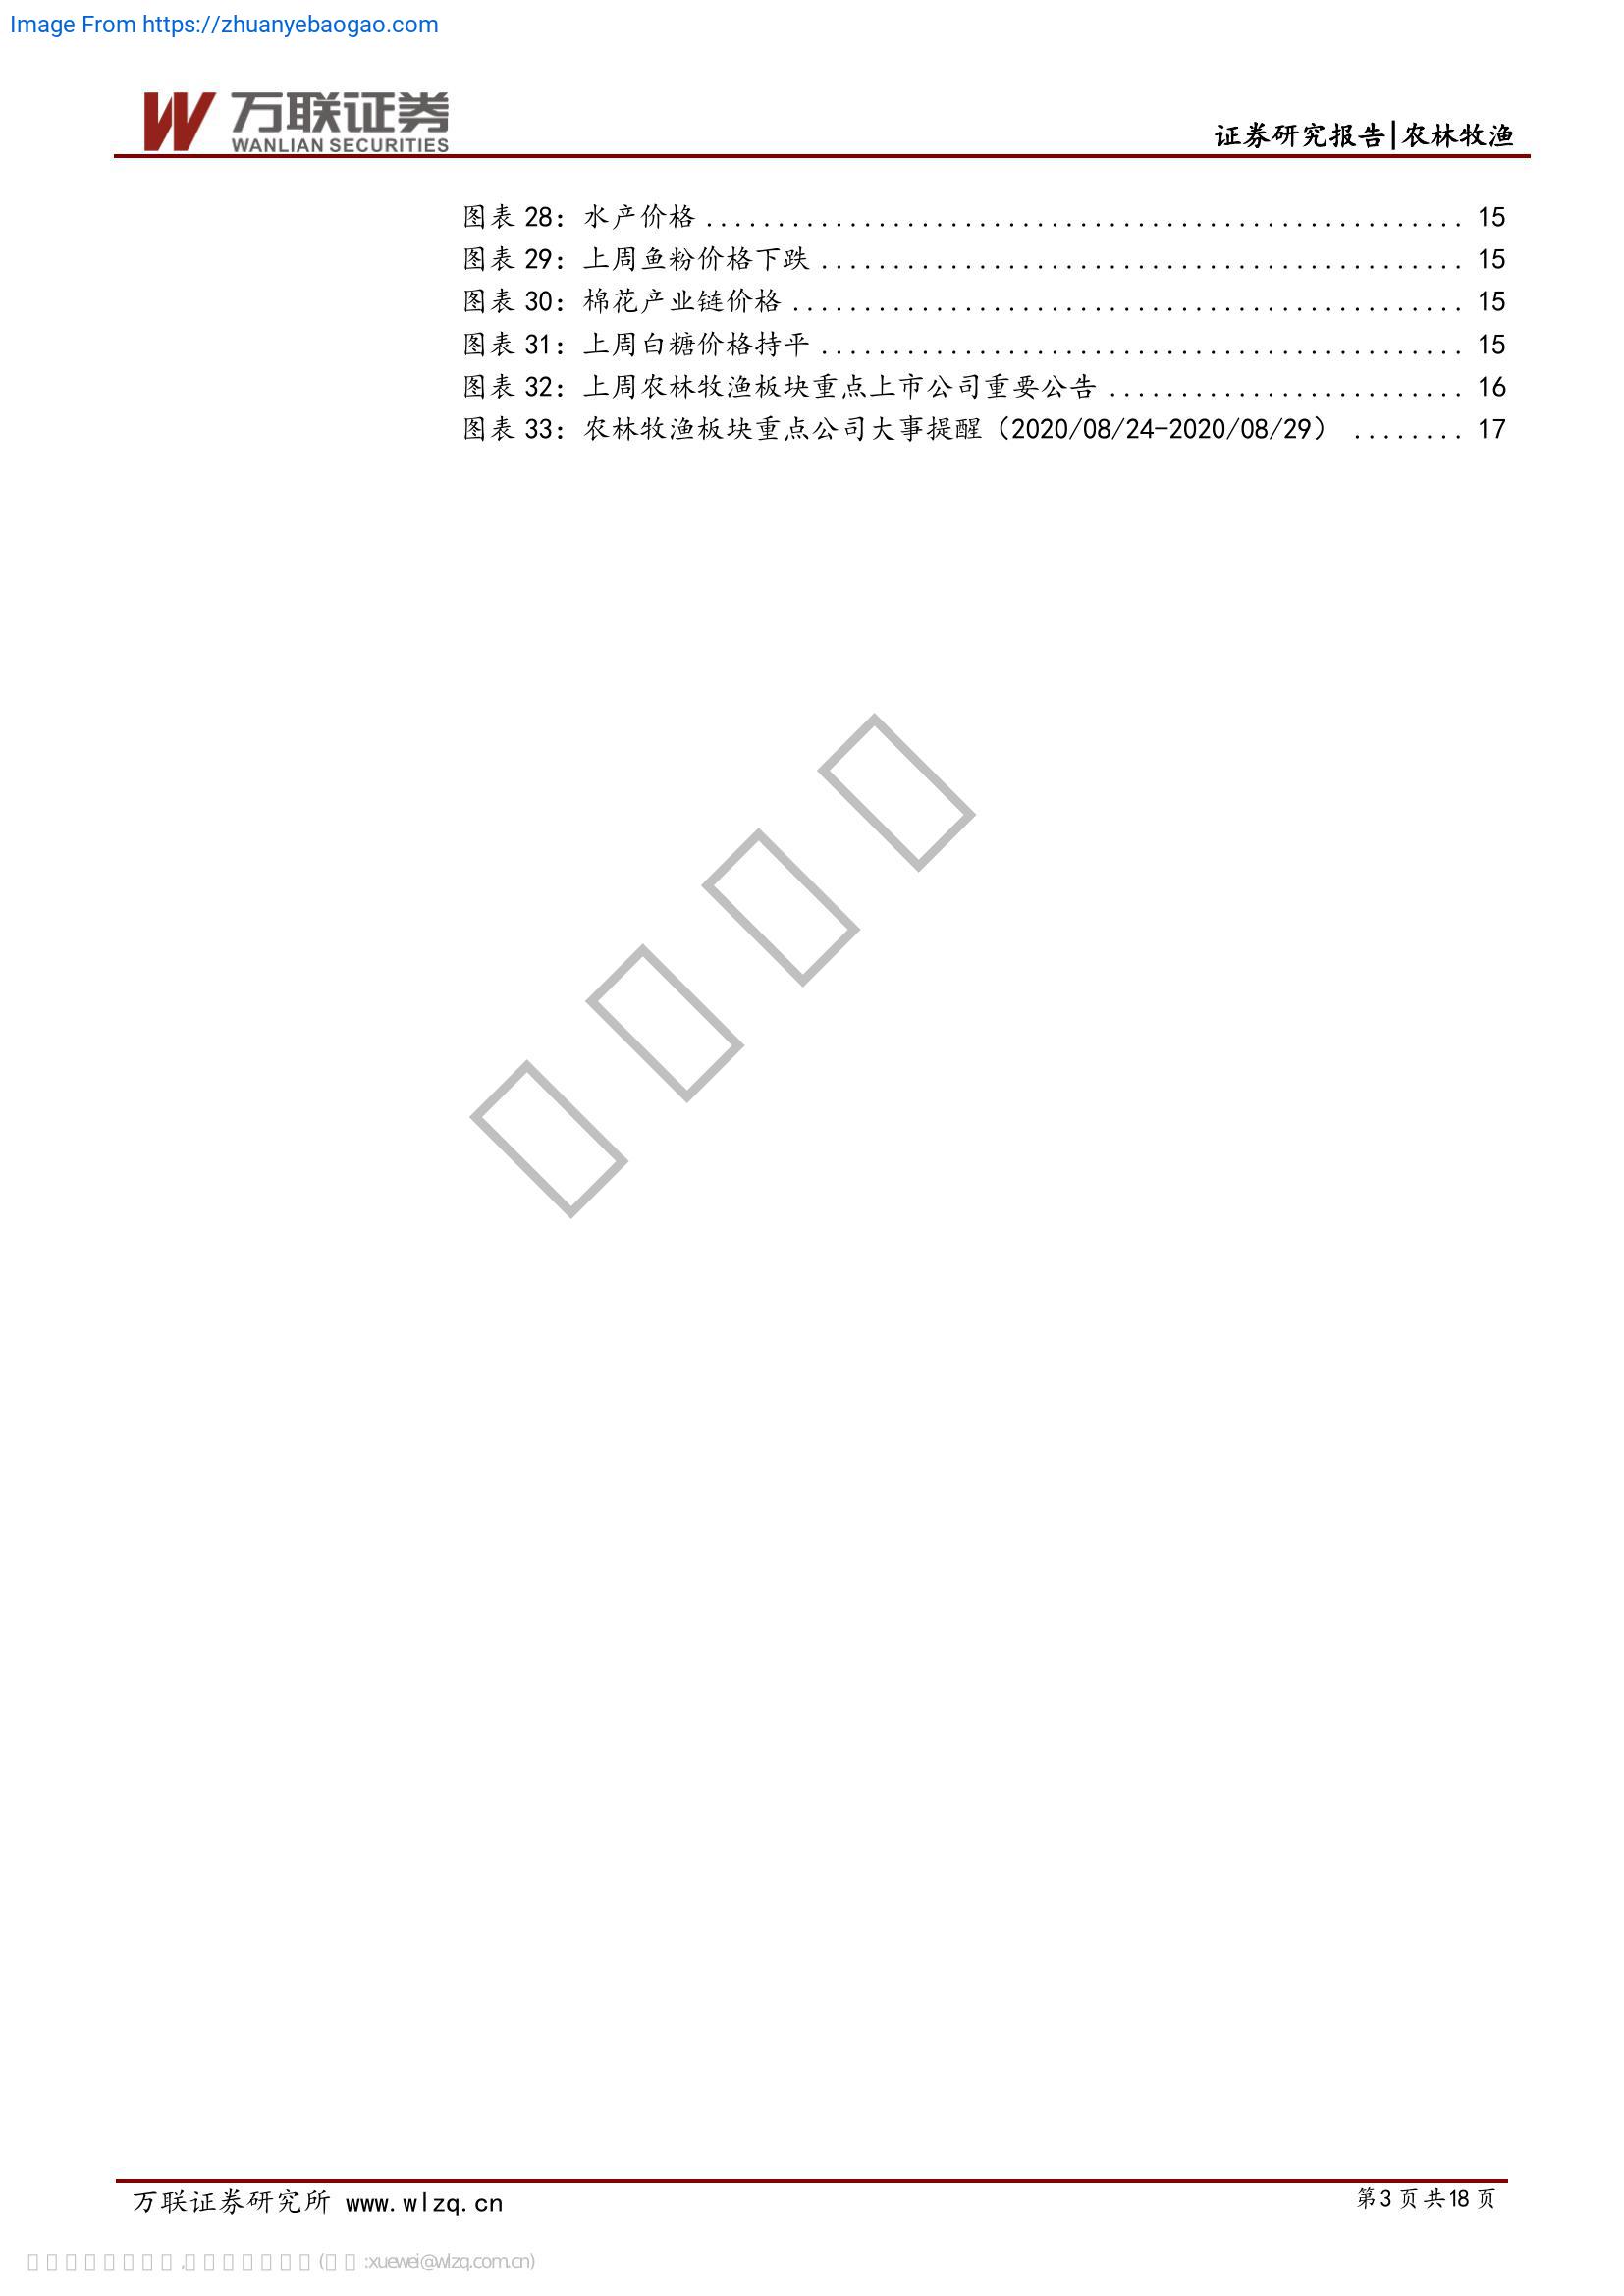 Image From https://zhuanyebaogao.com
万联证券
WANLIAN SECURITIES
证券研究报告|农林牧渔
图表 28：水产价格 ..................................................... 15
图表 29：上周鱼粉价格下跌 ............................................. 15
图表 30：棉花产业链价格 ............................................... 15
图表 31：上周白糖价格持平 ............................................. 15
图表 32：上周农林牧渔板块重点上市公司重要公告 ......................... 16
图表 33：农林牧渔板块重点公司大事提醒（2020/08/24-2020/08/29） ........ 17
万联证券研究所 www.wlzq.cn
第3页共18页
:xuewei@wlzq.com.cn)